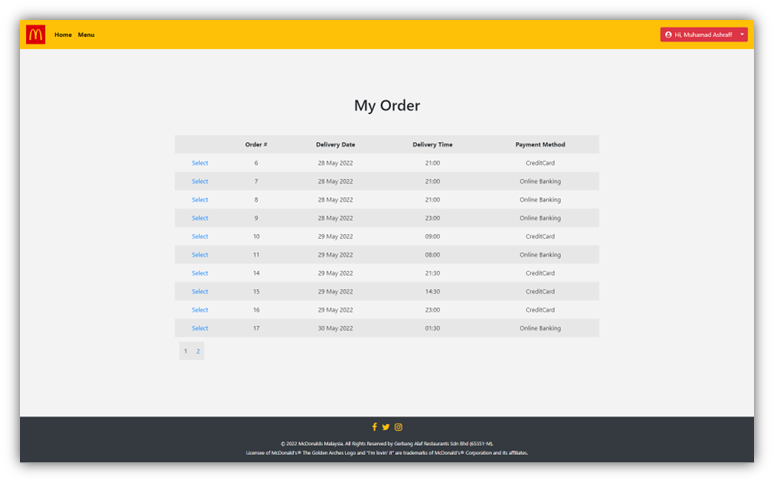 Home Menu Hi, Muhamad Ashraff
My Order
Order # Delivery Date Delivery Time Payment Method
Select 6 28 May 2022 21:00 CreditCard
Select 7 28 May 2022 21:00 Online Banking
Select 8 28 May 2022 21:00 Online Banking
Select 9 28 May 2022 23:00 Online Banking
Select 10 29 May 2022 09:00 CreditCard
Select 11 29 May 2022 08:00 Online Banking
Select 14 29 May 2022 21:30 CreditCard
Select 15 29 May 2022 14:30 CreditCard
Select 16 29 May 2022 23:00 CreditCard
Select 17 30 May 2022 01:30 Online Banking
1 2
© 2022 McDonalds Malaysia. All Rights Reserved by Gerbang Alaf Restaurants Sdn Bhd (65351-M).
Licensee of McDonald's® The Golden Arches Logo and "I'm lovin' it" are trademarks of McDonald's® Corporation and its affiliates.